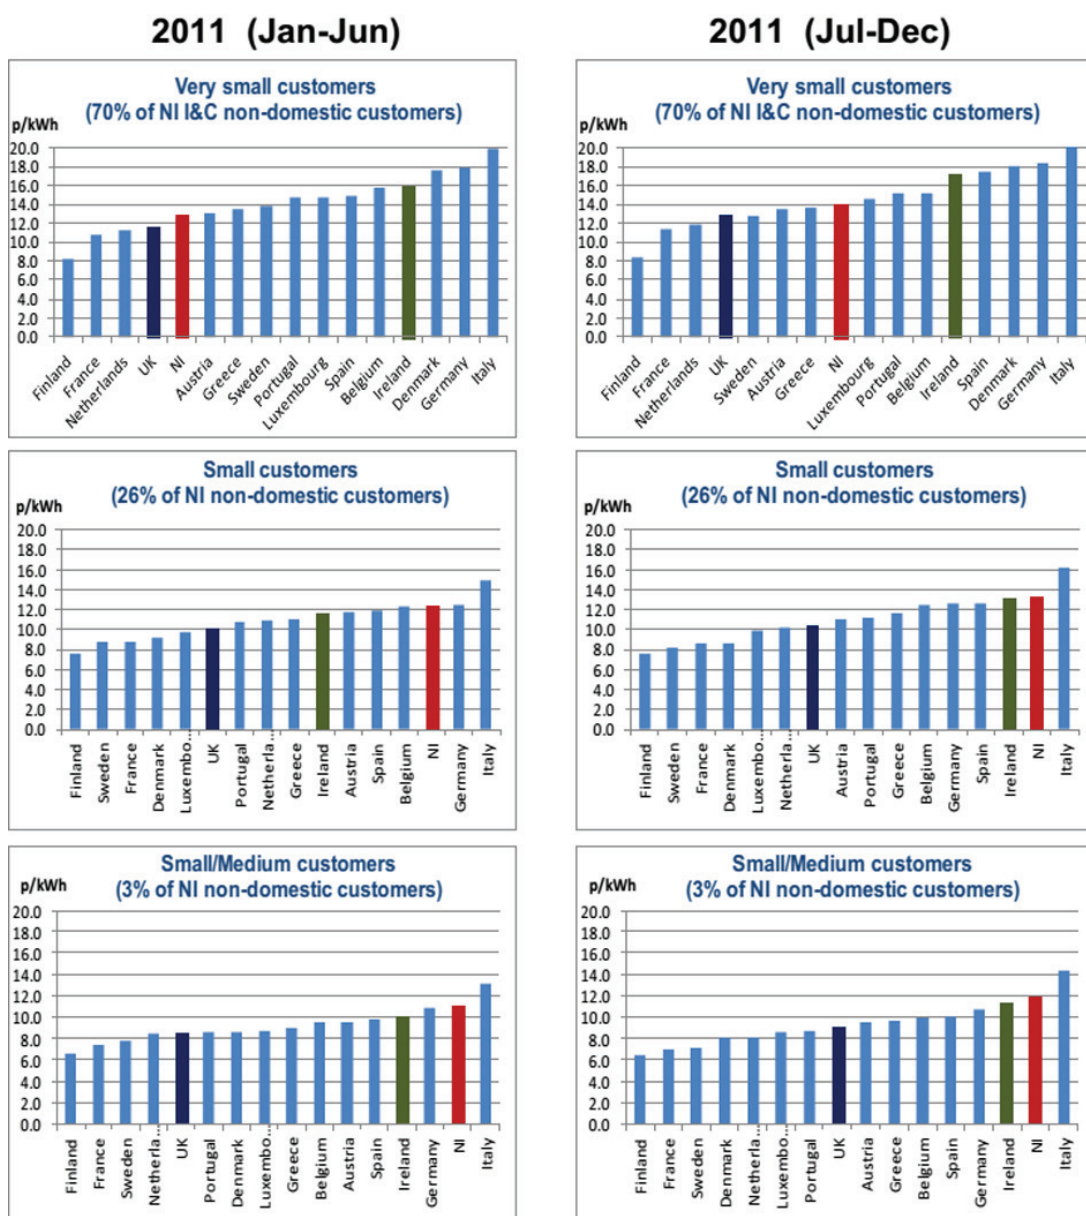 2011 (Jan-Jun)
2011 (Jul-Dec)
Very small customers
(70% of NI I&C non-domestic customers)
p/kWh
20.0
18.0
16.0
14.0
12.0
10.0
8.0
6.0
4.0
2.0
0.0
Finland
France
Netherlands
UK
NI
Austria
Greece
Sweden
Portugal
Luxembourg
Spain
Belgium
Ireland
Denmark
Germany
Italy
Very small customers
(70% of NI I&C non-domestic customers)
p/kWh
20.0
18.0
16.0
14.0
12.0
10.0
8.0
6.0
4.0
2.0
0.0
Finland
France
Netherlands
UK
Sweden
Austria
Greece
NI
Luxembourg
Portugal
Belgium
Ireland
Spain
Denmark
Germany
Italy
Small customers
(26% of NI non-domestic customers)
p/kWh
20.0
18.0
16.0
14.0
12.0
10.0
8.0
6.0
4.0
2.0
0.0
Finland
Sweden
France
Denmark
Luxembo...
UK
Portugal
Netherla...
Greece
Ireland
Austria
Spain
Belgium
NI
Germany
Italy
Small customers
(26% of NI non-domestic customers)
p/kWh
20.0
18.0
16.0
14.0
12.0
10.0
8.0
6.0
4.0
2.0
0.0
Finland
Sweden
France
Denmark
Luxembo...
Netherla...
UK
Austria
Portugal
Greece
Belgium
Germany
Spain
Ireland
NI
Italy
Small/Medium customers
(3% of NI non-domestic customers)
p/kWh
20.0
18.0
16.0
14.0
12.0
10.0
8.0
6.0
4.0
2.0
0.0
Finland
France
Sweden
Netherla...
UK
Portugal
Denmark
Luxembo...
Greece
Belgium
Austria
Spain
Ireland
Germany
NI
Italy
Small/Medium customers
(3% of NI non-domestic customers)
p/kWh
20.0
18.0
16.0
14.0
12.0
10.0
8.0
6.0
4.0
2.0
0.0
Finland
France
Sweden
Denmark
Netherla...
Luxembo...
Portugal
UK
Austria
Greece
Belgium
Spain
Germany
Ireland
NI
Italy